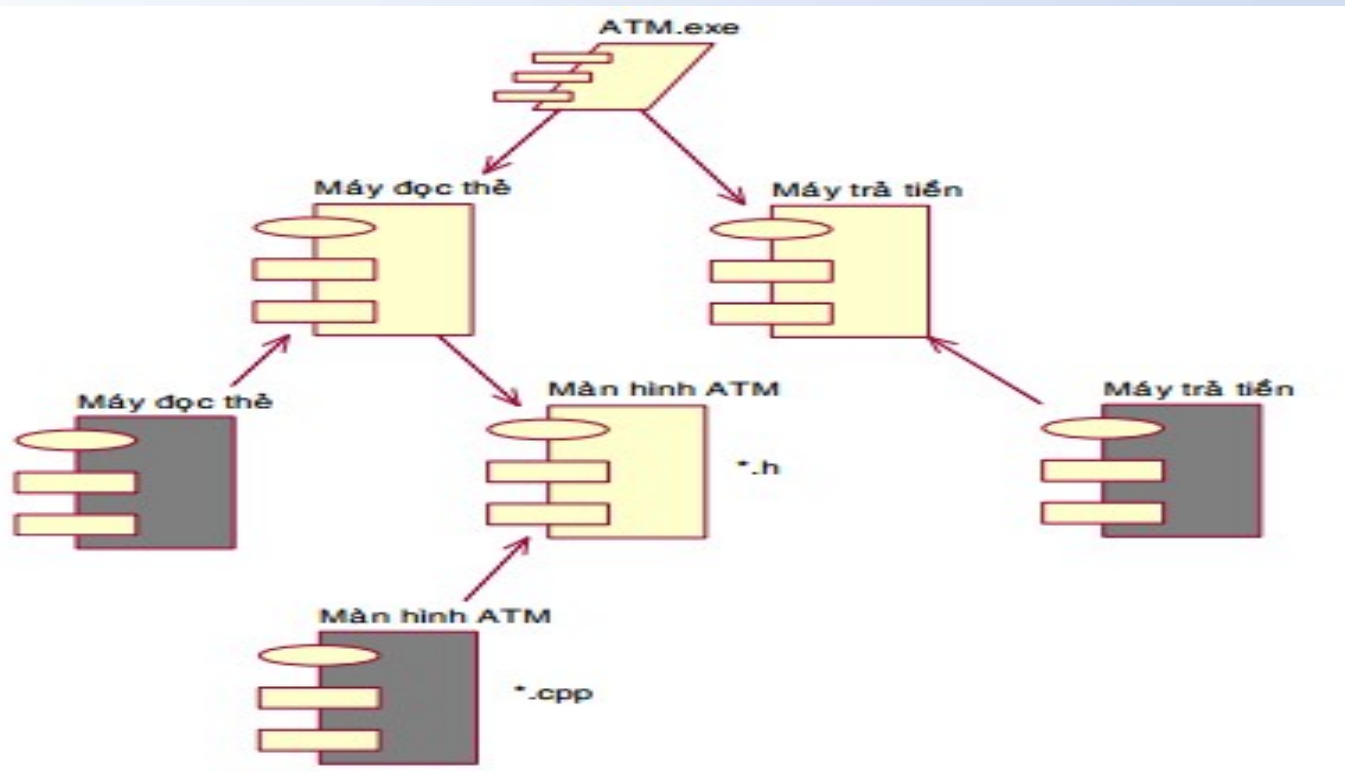 ATM.exe
Máy đọc thẻ
Máy trả tiền
Máy đọc thẻ
Màn hình ATM
Máy trả tiền
*.h
Màn hình ATM
*.cpp